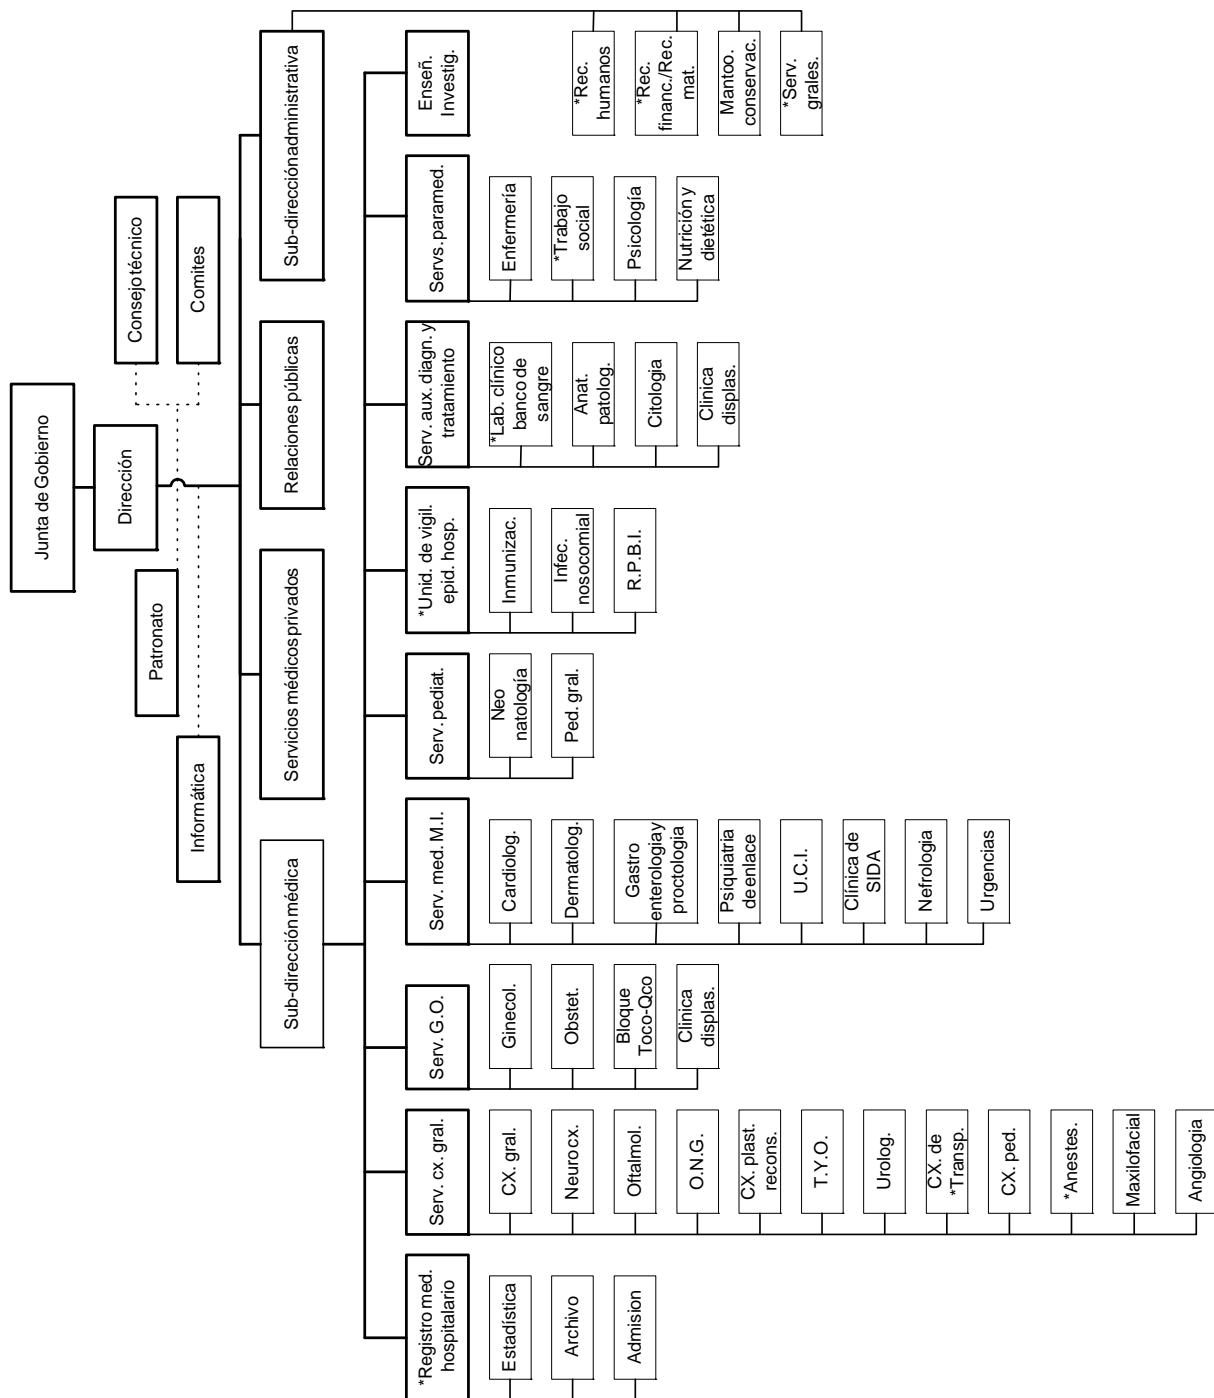 Junta de Gobierno
Dirección
Consejo técnico
Comites
Patronato
Informática
Sub-dirección médica
Servicios médicos privados
Relaciones públicas
Sub-dirección administrativa
*Registro med.
hospitalario
Estadística
Archivo
Admision
Serv. cx. gral.
CX. gral.
Neuro cx.
Oftalmol.
O.N.G.
CX. plast.
recons.
T.Y.O.
Urolog.
CX. de
*Transp.
CX. ped.
*Anestes.
Maxilofacial
Angiologia
Serv. G.O.
Ginecol.
Obstet.
Bloque
Toco-Qco
Clinica
displas.
Serv. med. M.I.
Cardiolog.
Dermatolog.
Gastro
enterologia y
proctologia
Psiquiatria
de enlace
U.C.I.
Clínica de
SIDA
Nefrologia
Urgencias
Serv. pediat.
Neo
natología
Ped. gral.
*Unid. de vigil.
epid. hosp.
Inmunizac.
Infec.
nosocomial
R.P.B.I.
Serv. aux. diagn. y
tratamiento
*Lab. clínico
banco de
sangre
Anat.
patolog.
Citologia
Clinica
displas.
Servs. paramed.
Enfermería
*Trabajo
social
Psicología
Nutrición y
dietética
Enseñ.
Investig.
*Rec.
humanos
*Rec.
financ./Rec.
mat.
Mantoo.
conservac.
*Serv.
grales.